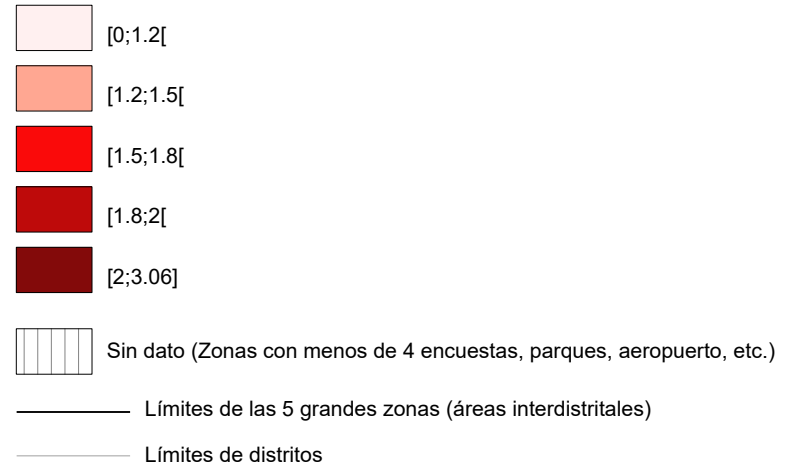 [0;1.2[
[1.2;1.5[
[1.5;1.8[
[1.8;2[
[2;3.06]
Sin dato (Zonas con menos de 4 encuestas, parques, aeropuerto, etc.)
Límites de las 5 grandes zonas (áreas interdistritales)
Límites de distritos